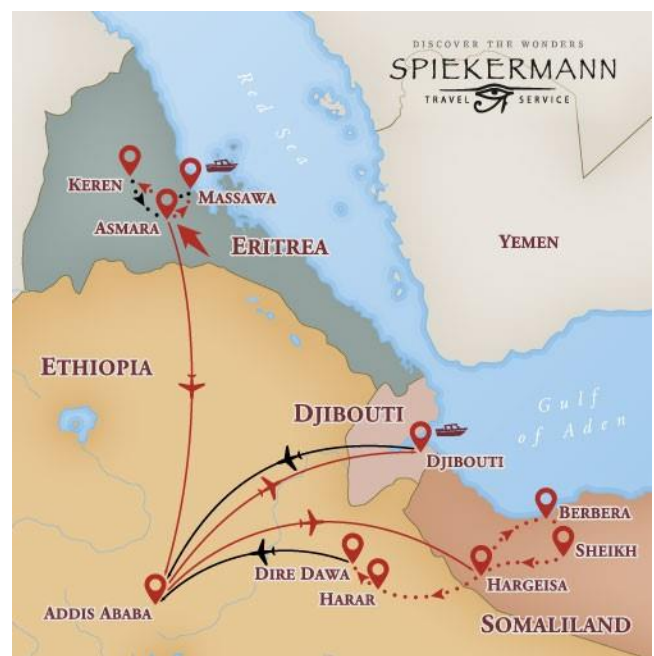 DISCOVER THE WONDERS
SPIEKERMANN
TRAVEL SERVICE
Red Sea
KEREN
MASSAWA
ASMARA
ERITREA
YEMEN
ETHIOPIA
DJIBOUTI
Gulf
of Aden
DJIBOUTI
BERBERA
SHEIKH
DIRE DAWA
HARGEISA
HARAR
ADDIS ABABA
SOMALILAND